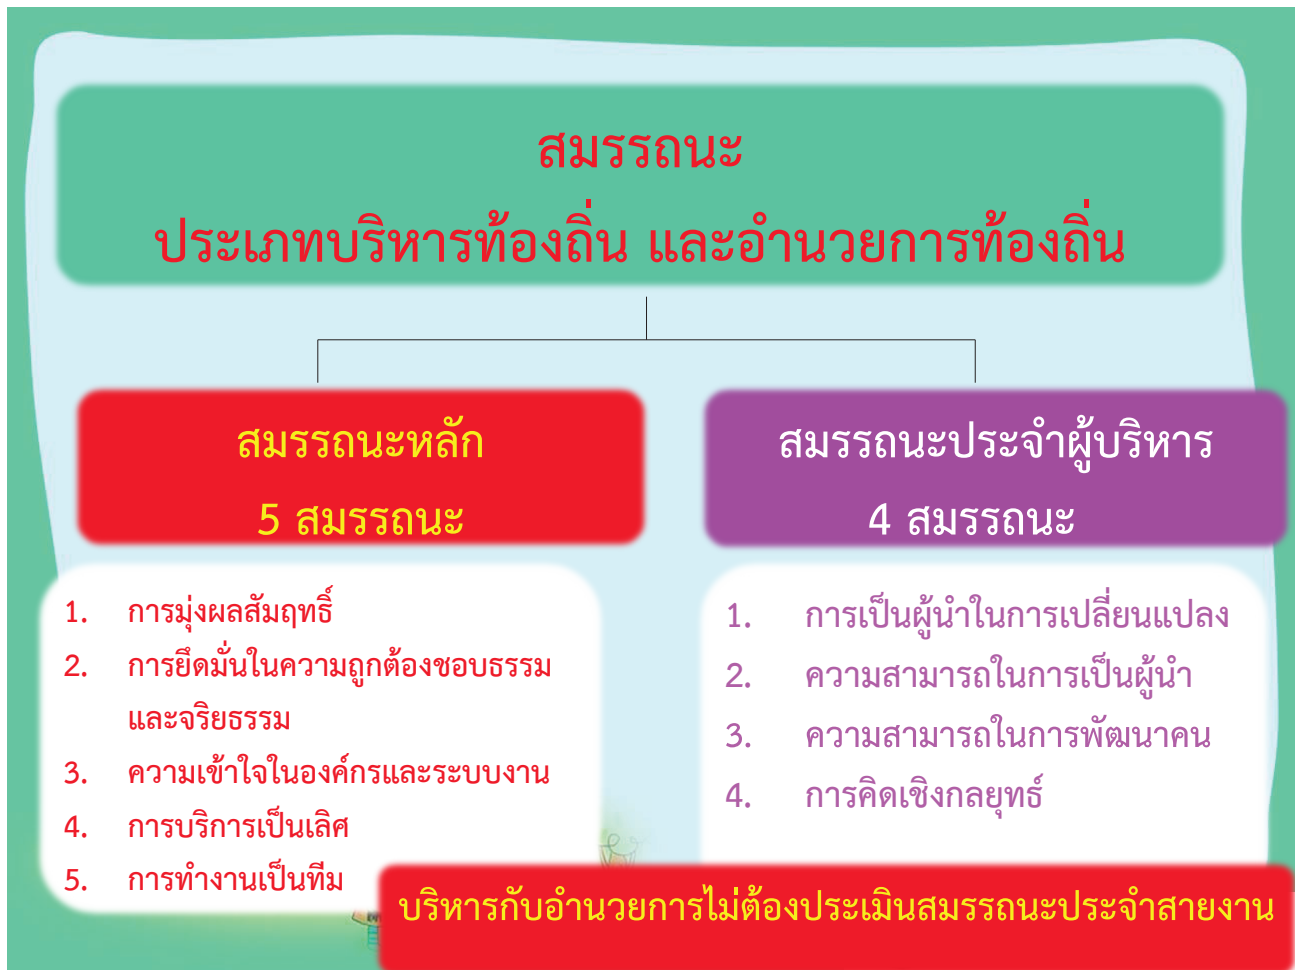 สมรรถนะ
ประเภทบริหารท้องถิ่น และอำนวยการท้องถิ่น
สมรรถนะหลัก
5 สมรรถนะ
1. การมุ่งผลสัมฤทธิ์
2. การยึดมั่นในความถูกต้องชอบธรรม
และจริยธรรม
3. ความเข้าใจในองค์กรและระบบงาน
4. การบริการเป็นเลิศ
5. การทำงานเป็นทีม
สมรรถนะประจำผู้บริหาร
4 สมรรถนะ
1. การเป็นผู้นำในการเปลี่ยนแปลง
2. ความสามารถในการเป็นผู้นำ
3. ความสามารถในการพัฒนาคน
4. การคิดเชิงกลยุทธ์
บริหารกับอำนวยการไม่ต้องประเมินสมรรถนะประจำสายงาน